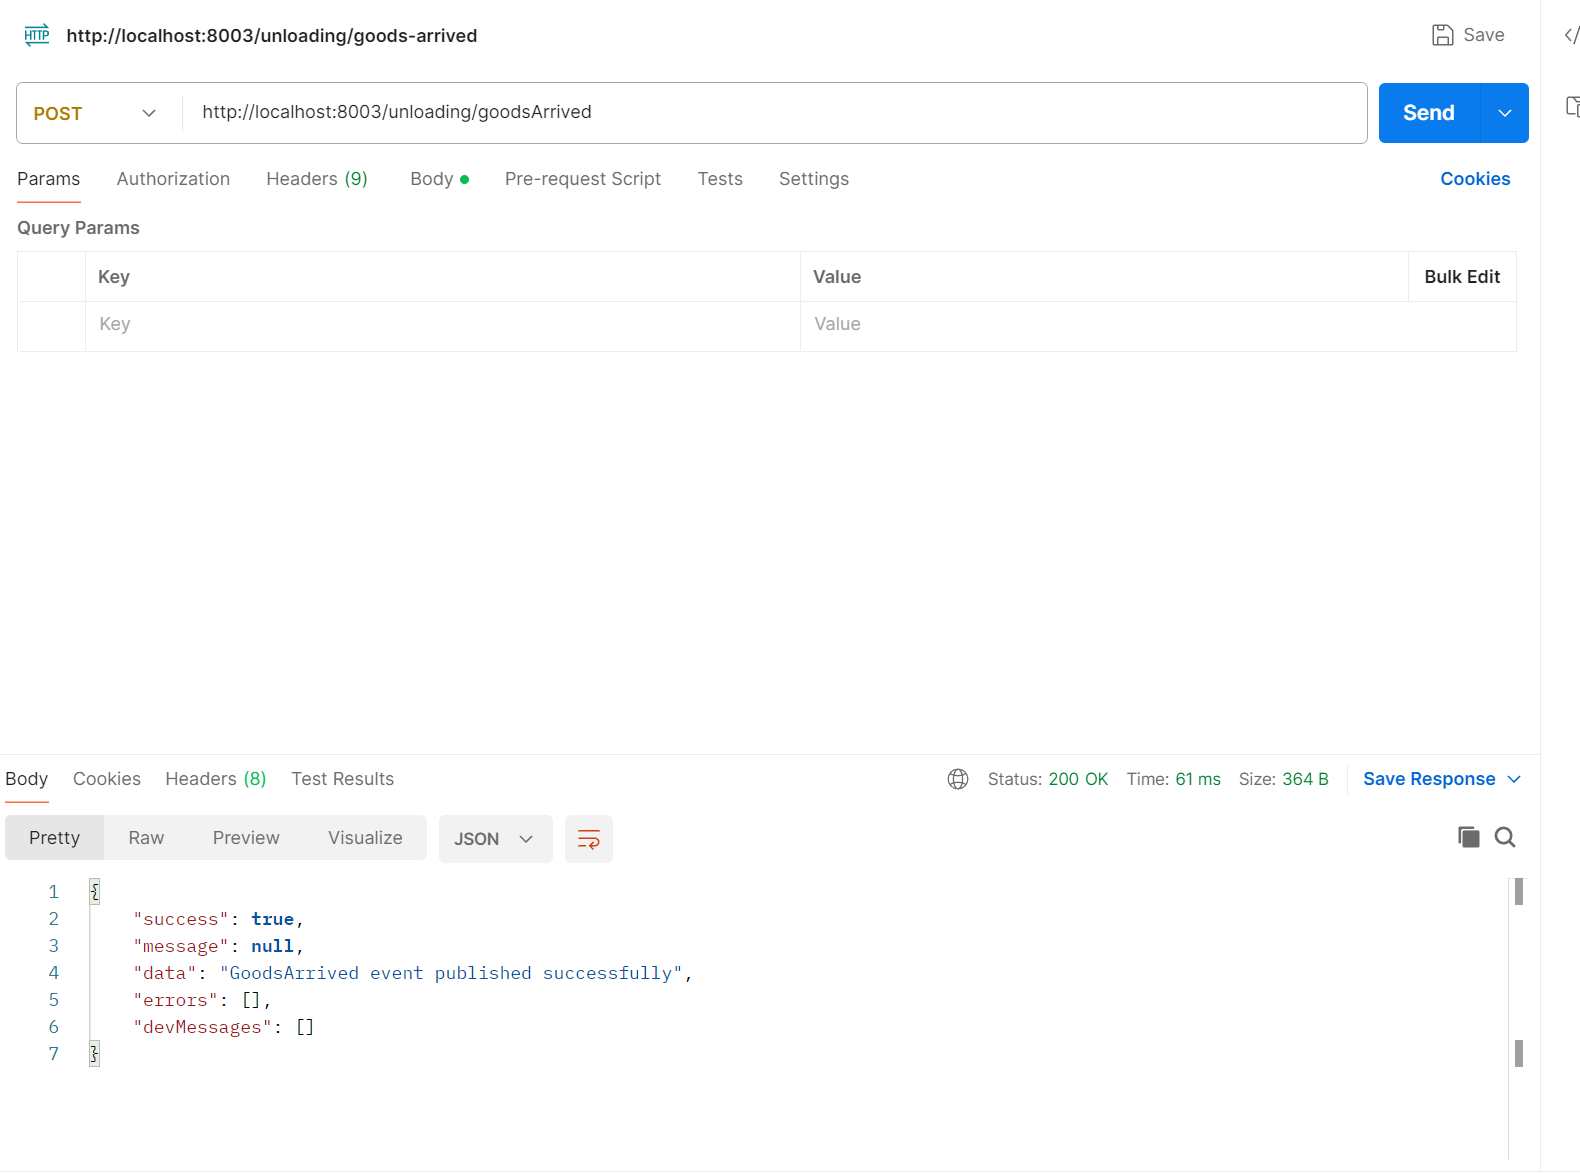 HTTP http://localhost:8003/unloading/goods-arrived Save
POST http://localhost:8003/unloading/goodsArrived Send
Params Authorization Headers (9) Body Pre-request Script Tests Settings Cookies
Query Params
Key Value Bulk Edit
Key Value
Body Cookies Headers (8) Test Results Status: 200 OK Time: 61 ms Size: 364 B Save Response
Pretty Raw Preview Visualize JSON
1 {
2 "success": true,
3 "message": null,
4 "data": "GoodsArrived event published successfully",
5 "errors": [],
6 "devMessages": []
7 }